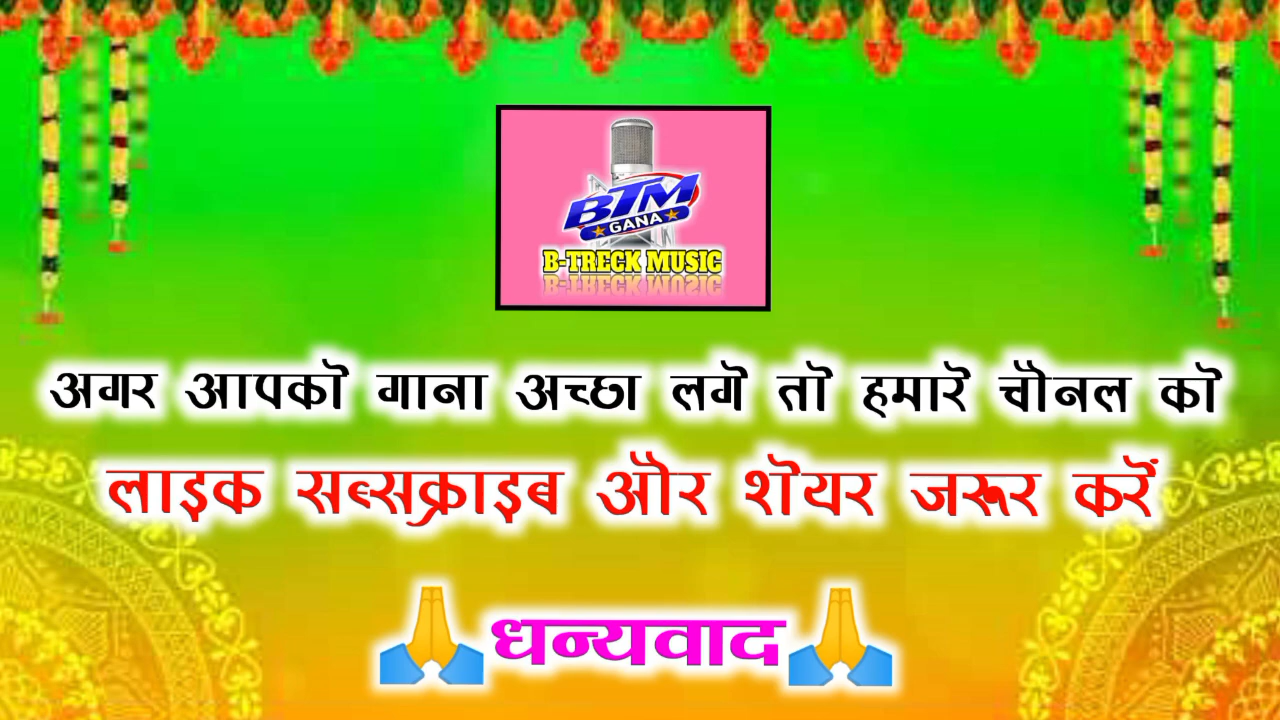 BTM
GANA
B-TRECK MUSIC
अगर आपको गाना अच्छा लगे तो हमारे चौनल को
लाइक सब्सक्राइब और शेयर जरूर करें
धन्यवाद